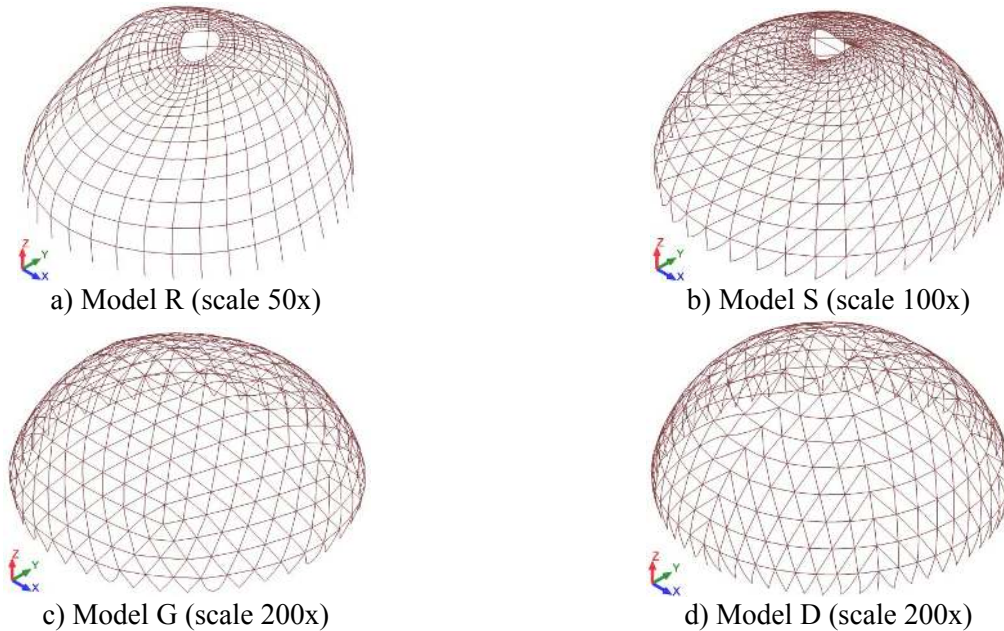 Z
Y
X
Z
Y
X
a) Model R (scale 50x)
b) Model S (scale 100x)
Z
Y
X
Z
Y
X
c) Model G (scale 200x)
d) Model D (scale 200x)